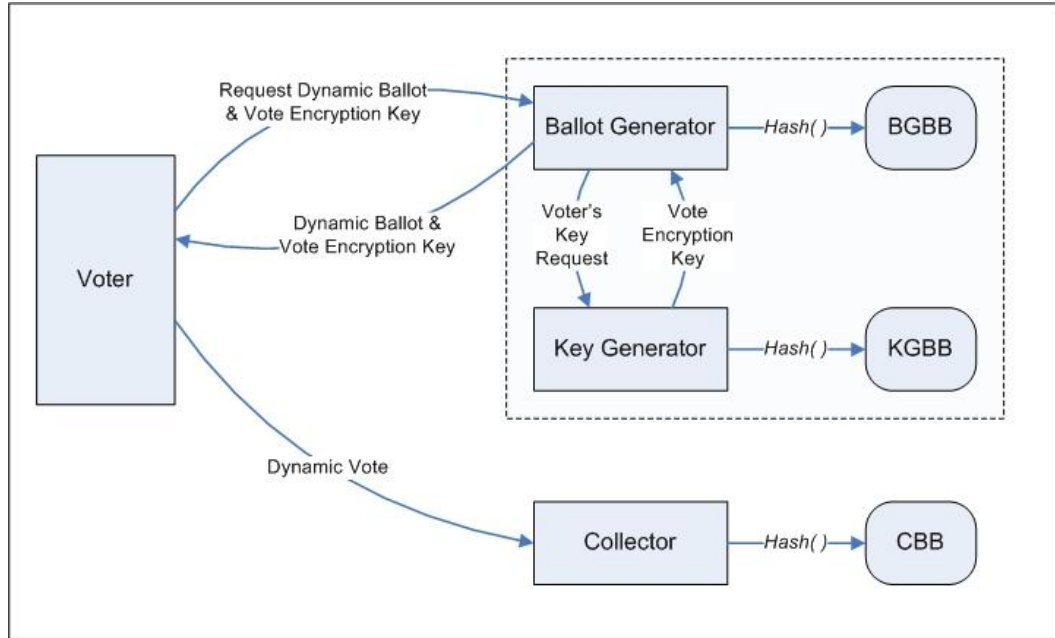 Request Dynamic Ballot
& Vote Encryption Key
Ballot Generator
Hash( )
BGBB
Dynamic Ballot &
Vote Encryption Key
Voter's
Key
Request
Vote
Encryption
Key
Voter
Key Generator
Hash( )
KGBB
Dynamic Vote
Collector
Hash( )
CBB